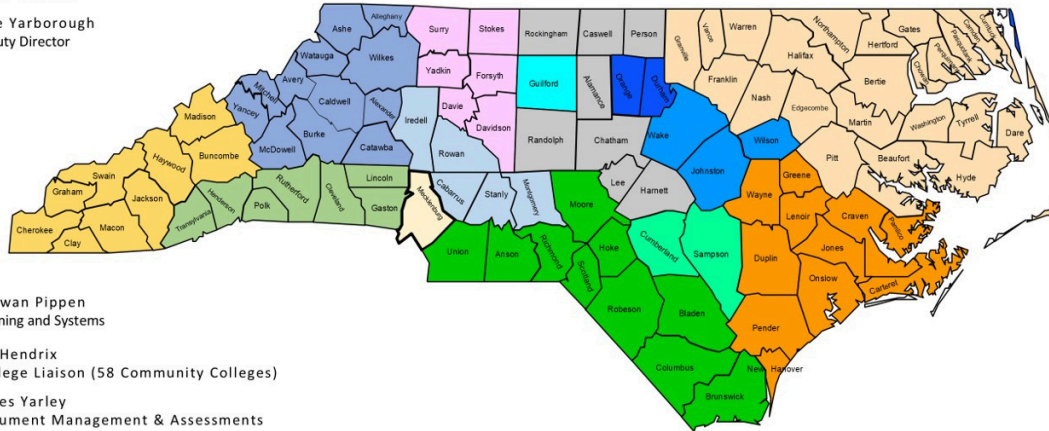 e Yarborough
uty Director
Ashe
Alleghany
Surry
Stokes
Rockingham
Caswell
Person
Granville
Vance
Warren
Northampton
Gates
Hertford
Halifax
Camden
Currituck
Pasquotank
Perquimans
Chowan
Watauga
Wilkes
Yadkin
Forsyth
Guilford
Alamance
Orange
Durham
Franklin
Nash
Edgecombe
Bertie
Martin
Washington
Tyrrell
Dare
Avery
Mitchell
Yancey
Caldwell
Alexander
Iredell
Davie
Davidson
Randolph
Chatham
Wake
Wilson
Pitt
Beaufort
Hyde
Madison
Buncombe
McDowell
Burke
Catawba
Rowan
Lee
Harnett
Johnston
Wayne
Greene
Haywood
Swain
Graham
Jackson
Cherokee
Clay
Macon
Transylvania
Henderson
Polk
Rutherford
Cleveland
Lincoln
Gaston
Mecklenburg
Cabarrus
Stanly
Montgomery
Moore
Lenoir
Craven
Pamlico
Jones
Carteret
Onslow
Duplin
Sampson
Cumberland
Hoke
Union
Anson
Richmond
Scotland
Robeson
Bladen
Pender
Columbus
New Hanover
Brunswick
wan Pippen
ning and Systems
Hendrix
lege Liaison (58 Community Colleges)
es Yarley
ument Management & Assessments